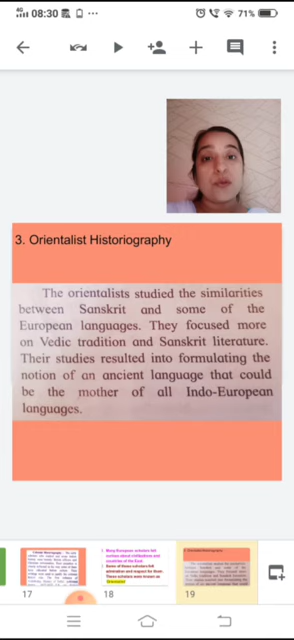 4G 08:30 ...
71%
3. Orientalist Historiography
The orientalists studied the similarities
between Sanskrit and some of the
European languages. They focused more
on Vedic tradition and Sanskrit literature.
Their studies resulted into formulating the
notion of an ancient language that could
be the mother of all Indo-European
languages.
17
18
19